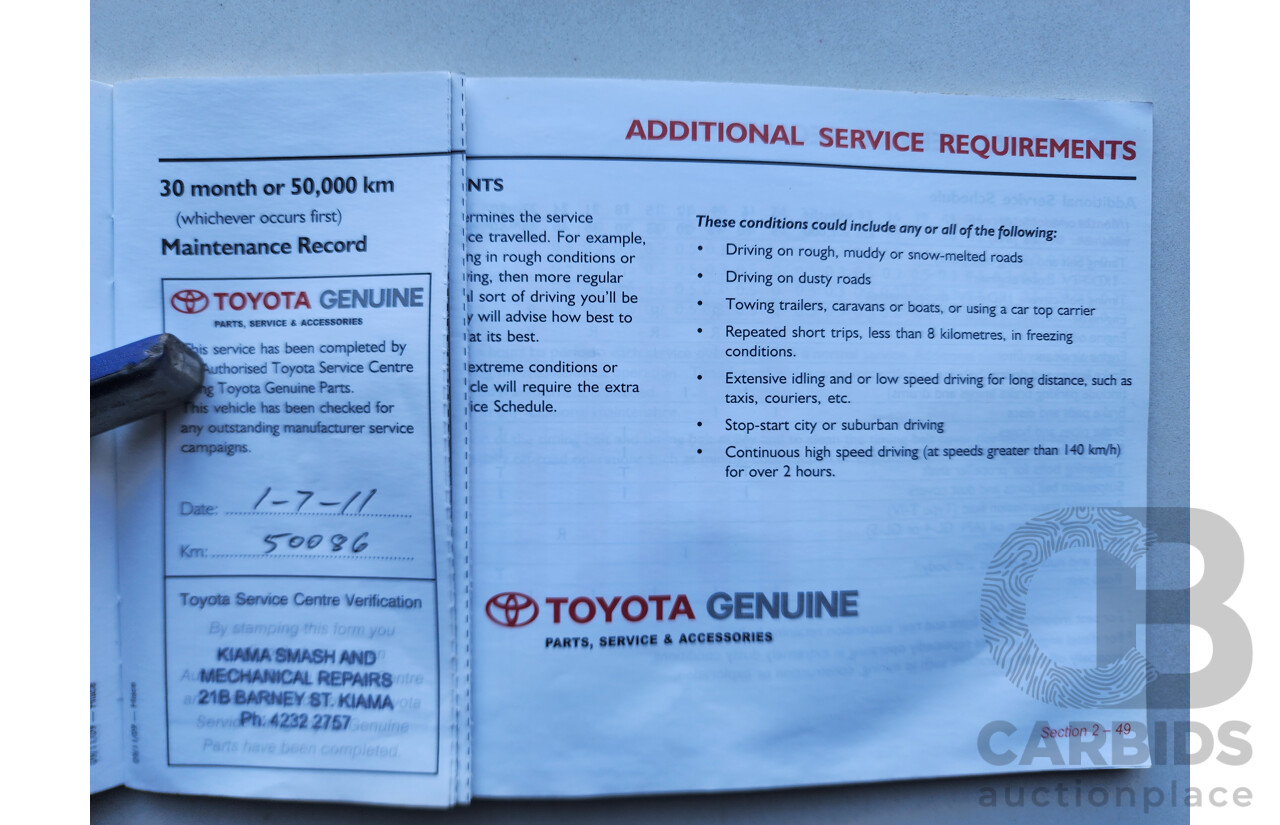 30 month or 50,000 km
(whichever occurs first)
Maintenance Record
TOYOTA GENUINE
PARTS, SERVICE & ACCESSORIES
This service has been completed by
Authorised Toyota Service Centre
Toyota Genuine Parts.
This vehicle has been checked for
any outstanding manufacturer service
campaigns.
Date: 1-7-11
Km: 50086
Toyota Service Centre Verification
By stamping this form you
KIAMA SMASH AND
MECHANICAL REPAIRS
21B BARNEY ST. KIAMA
Ph: 4232 2757
Parts have been completed.
ADDITIONAL SERVICE REQUIREMENTS
NTS
ermines the service
ce travelled. For example,
ng in rough conditions or
ing, then more regular
l sort of driving you'll be
y will advise how best to
at its best.
extreme conditions or
cle will require the extra
ice Schedule.
These conditions could include any or all of the following:
• Driving on rough, muddy or snow-melted roads
• Driving on dusty roads
• Towing trailers, caravans or boats, or using a car top carrier
• Repeated short trips, less than 8 kilometres, in freezing
conditions.
• Extensive idling and or low speed driving for long distance, such as
taxis, couriers, etc.
• Stop-start city or suburban driving
• Continuous high speed driving (at speeds greater than 140 km/h)
for over 2 hours.
TOYOTA GENUINE
PARTS, SERVICE & ACCESSORIES
Section 2 – 49
CB
CARBIDS
auctionplace